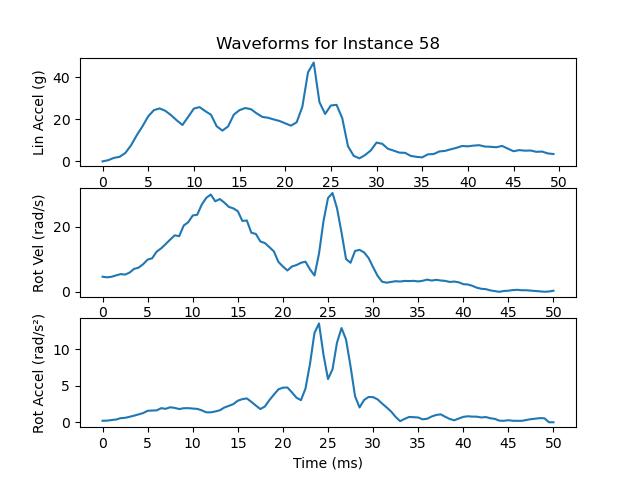 Waveforms for Instance 58
Lin Accel (g)
40
20
0
0 5 10 15 20 25 30 35 40 45 50
Rot Vel (rad/s)
20
0
0 5 10 15 20 25 30 35 40 45 50
Rot Accel (rad/s²)
10
5
0
0 5 10 15 20 25 30 35 40 45 50
Time (ms)